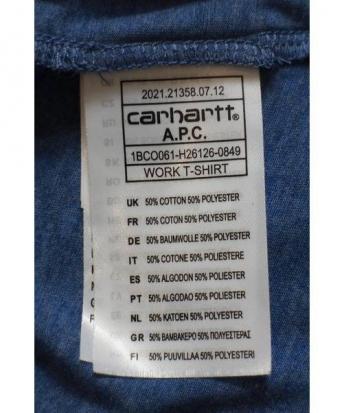 2021.21358.07.12
carhartt®
A.P.C.
1BCO061-H26126-0849
WORK T-SHIRT
UK 50% COTTON 50% POLYESTER
FR 50% COTON 50% POLYESTER
DE 50% BAUMWOLLE 50% POLYESTER
IT 50% COTONE 50% POLIESTERE
ES 50% ALGODON 50% POLIESTER
PT 50% ALGODAO 50% POLIESTER
NL 50% KATOEN 50% POLYESTER
GR 50% ΒΑΜΒΑΚΕΡΟ 50% ΠΟΛΥΕΣΤΕΡΑΣ
FI 50% PUUVILLAA 50% POLYESTERI